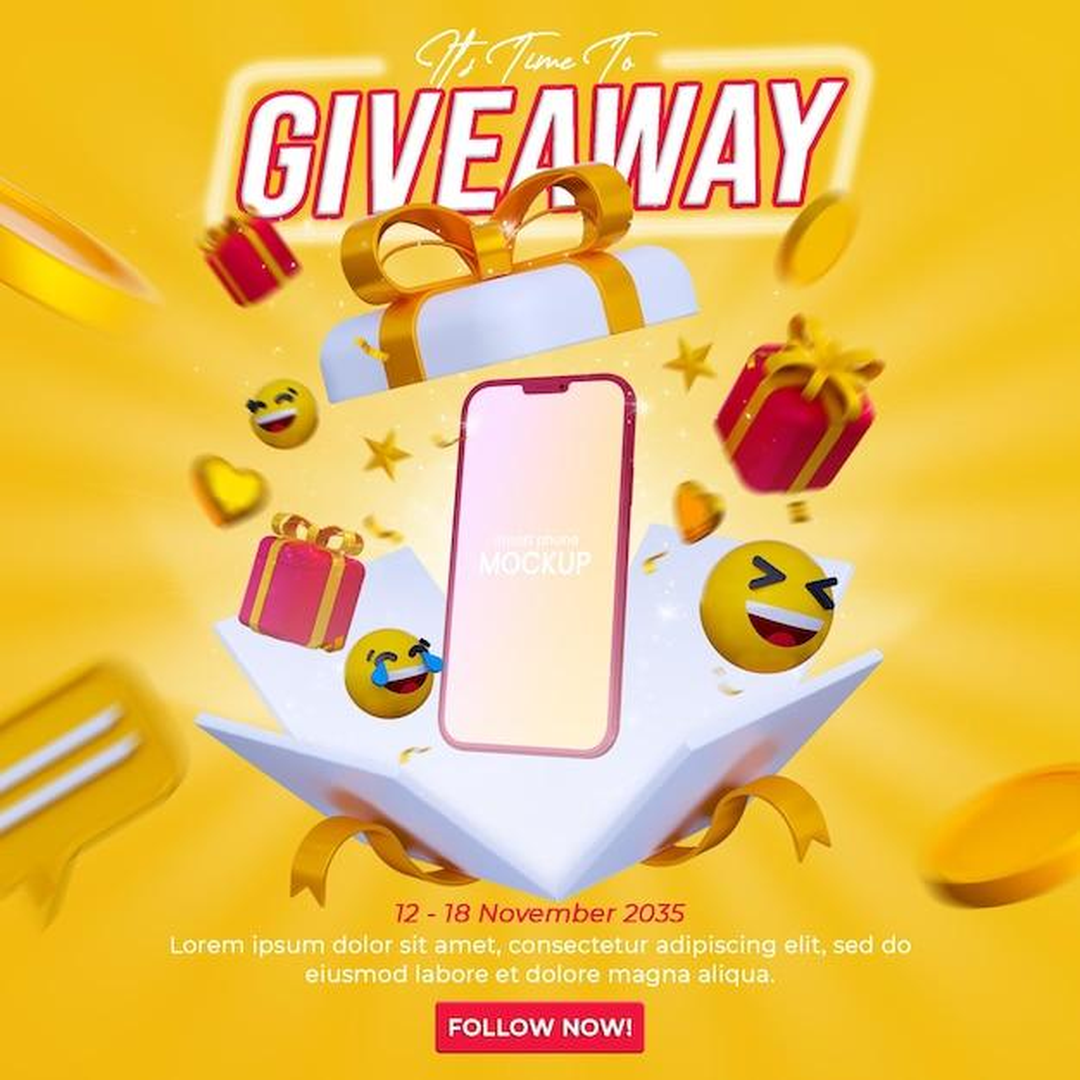 It's Time To
GIVEAWAY
MOCKUP
12 - 18 November 2035
Lorem ipsum dolor sit amet, consectetur adipiscing elit, sed do
eiusmod labore et dolore magna aliqua.
FOLLOW NOW!